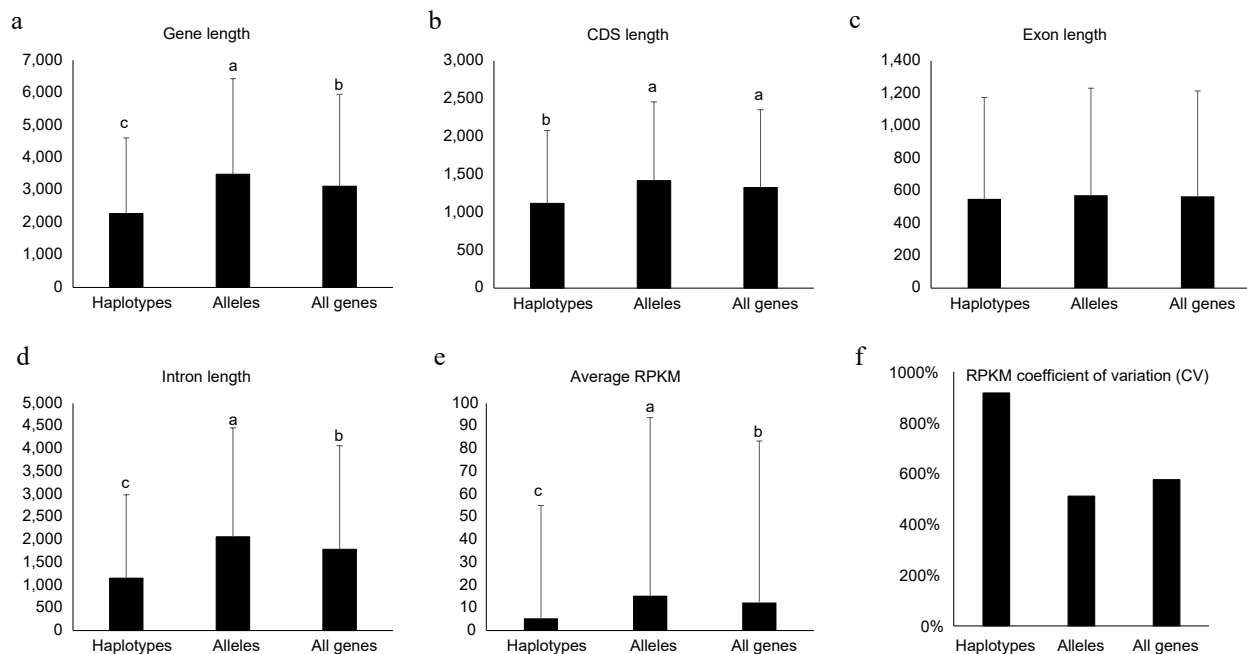 a
Gene length
7,000
6,000
5,000
4,000
3,000
2,000
1,000
0
c
a
b
Haplotypes Alleles All genes
b
CDS length
3,000
2,500
2,000
1,500
1,000
500
0
b
a
a
Haplotypes Alleles All genes
c
Exon length
1,400
1,200
1,000
800
600
400
200
0
Haplotypes Alleles All genes
d
Intron length
5,000
4,500
4,000
3,500
3,000
2,500
2,000
1,500
1,000
500
0
c
a
b
Haplotypes Alleles All genes
e
Average RPKM
100
90
80
70
60
50
40
30
20
10
0
c
a
b
Haplotypes Alleles All genes
f
RPKM coefficient of variation (CV)
1000%
800%
600%
400%
200%
0%
Haplotypes Alleles All genes